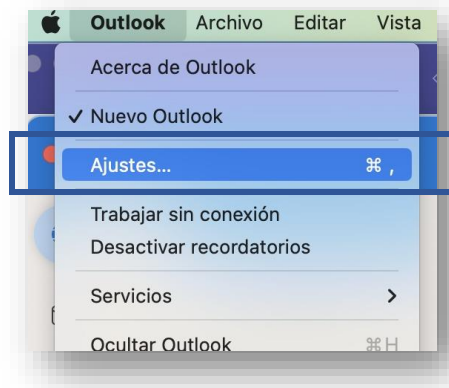 Outlook Archivo Editar Vista
Acerca de Outlook
✓ Nuevo Outlook
Ajustes... ⌘ ,
Trabajar sin conexión
Desactivar recordatorios
Servicios >
Ocultar Outlook ⌘ H